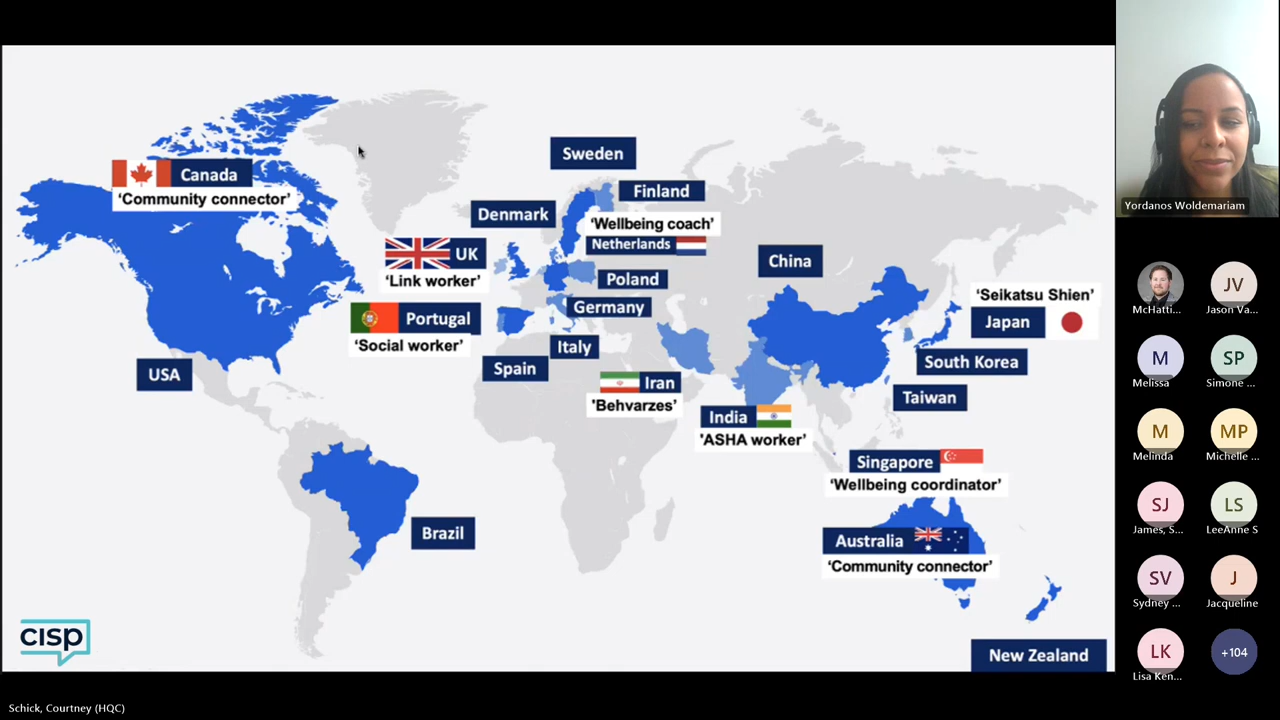 Canada
‘Community connector’
Sweden
Finland
Denmark
‘Wellbeing coach’
Netherlands
UK
‘Link worker’
Poland
China
Germany
Portugal
‘Social worker’
‘Seikatsu Shien’
Japan
Italy
South Korea
USA
Spain
Iran
'Behvarzes'
Taiwan
India
'ASHA worker'
Singapore
‘Wellbeing coordinator’
Brazil
Australia
‘Community connector’
New Zealand
cisp
Yordanos Woldemariam
McHatti...
JV
Jason Va...
M
Melissa
SP
Simone ...
M
Melinda
MP
Michelle ...
SJ
James, S...
LS
LeeAnne S
SV
Sydney ...
J
Jacqueline
LK
Lisa Ken...
+104
Schick, Courtney (HQC)